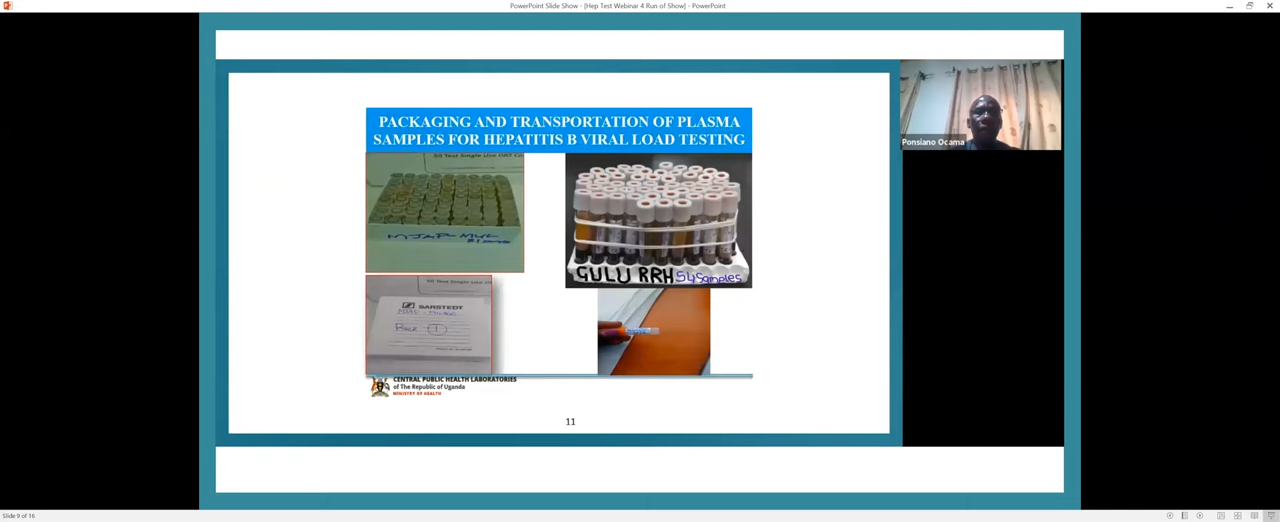 PowerPoint Slide Show - [Hep Test Webinar 4 Run of Show] - PowerPoint
PACKAGING AND TRANSPORTATION OF PLASMA
SAMPLES FOR HEPATITIS B VIRAL LOAD TESTING
Ponsiano Ocama
GULU RRH 54 Samples
SARSTEDT
CENTRAL PUBLIC HEALTH LABORATORIES
of The Republic of Uganda
MINISTRY OF HEALTH
11
Slide 9 of 16